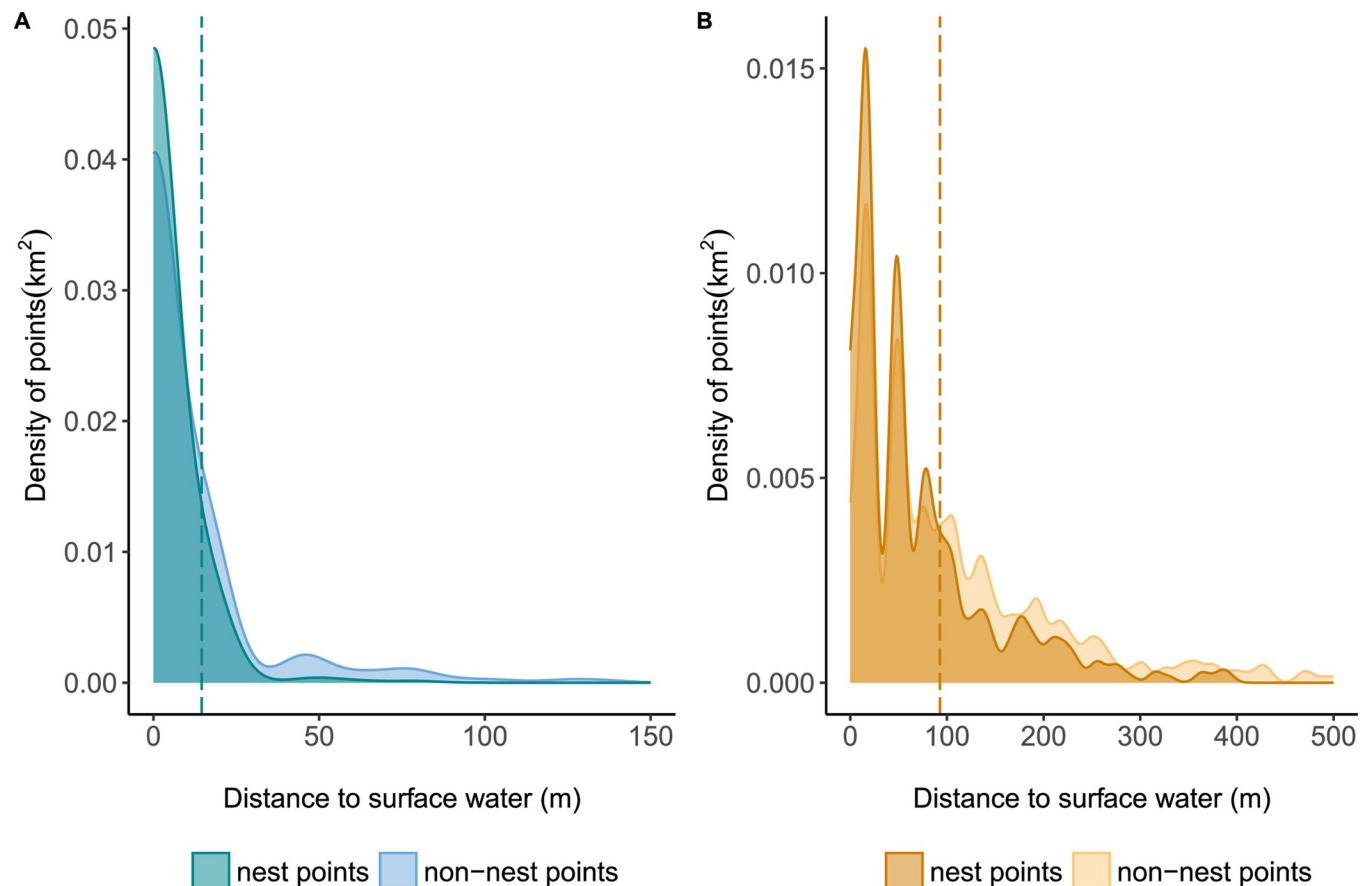 A
Density of points(km²)
0.05
0.04
0.03
0.02
0.01
0.00
0
50
100
150
Distance to surface water (m)
nest points
non−nest points
B
Density of points(km²)
0.015
0.010
0.005
0.000
0
100
200
300
400
500
Distance to surface water (m)
nest points
non−nest points